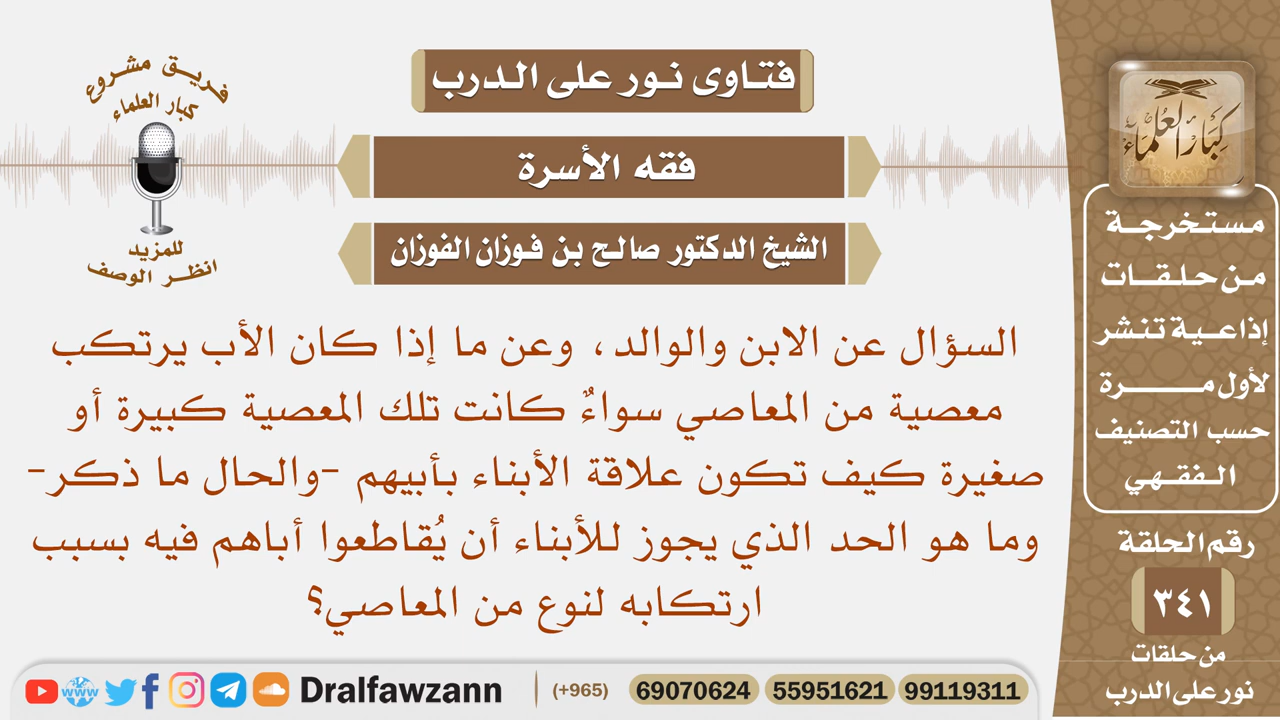 فتاوى نور على الدرب
فقه الأسرة
الشيخ الدكتور صالح بن فوزان الفوزان
فريق مشروع
كبار العلماء
للمزيد
انظر الوصف
السؤال عن الابن والوالد، وعن ما إذا كان الأب يرتكب
معصية من المعاصي سواءٌ كانت تلك المعصية كبيرة أو
صغيرة كيف تكون علاقة الأبناء بأبيهم -والحال ما ذكر-
وما هو الحد الذي يجوز للأبناء أن يُقاطعوا أباهم فيه بسبب
ارتكابه لنوع من المعاصي؟
كبار العلماء
مستخرجة
من حلقات
إذاعية تنشر
لأول مرة
حسب التصنيف
الفقهي
رقم الحلقة
٣٤١
من حلقات
نور على الدرب
www Dralfawzann (+965) 69070624 55951621 99119311